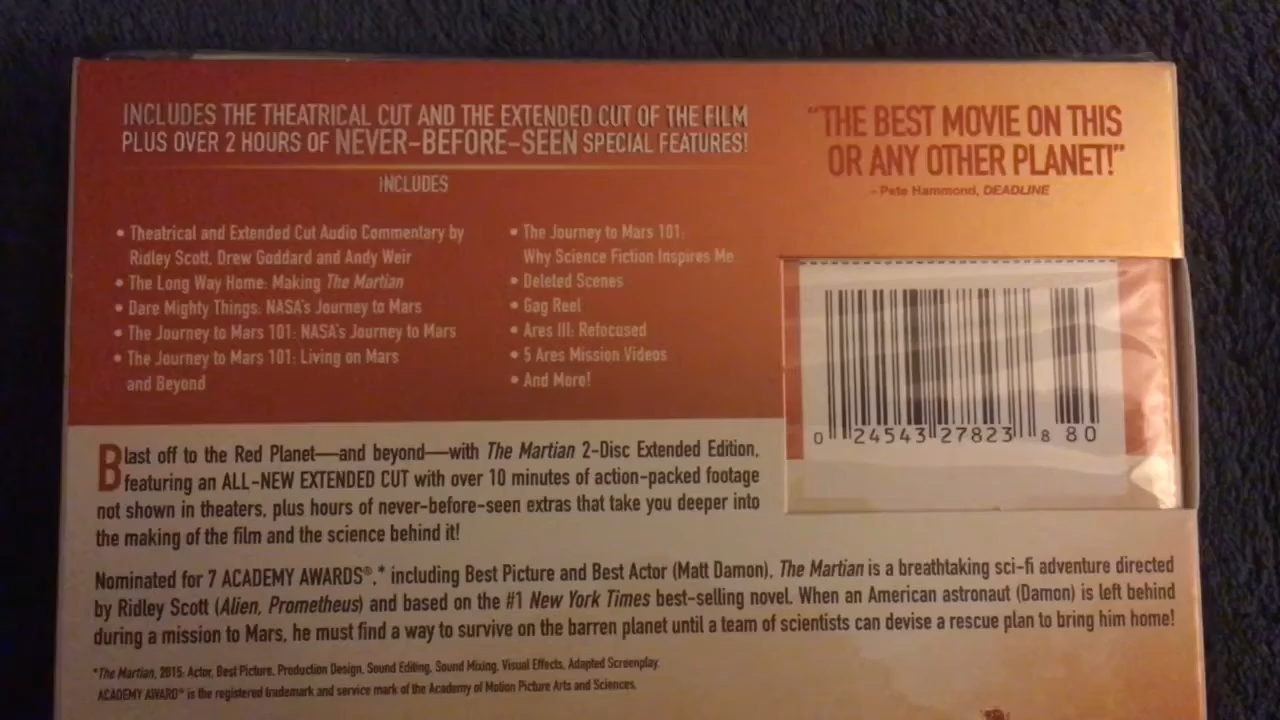 INCLUDES THE THEATRICAL CUT AND THE EXTENDED CUT OF THE FILM
PLUS OVER 2 HOURS OF NEVER-BEFORE-SEEN SPECIAL FEATURES!
INCLUDES
• Theatrical and Extended Cut Audio Commentary by
Ridley Scott, Drew Goddard and Andy Weir
• The Long Way Home: Making The Martian
• Dare Mighty Things: NASA's Journey to Mars
• The Journey to Mars 101: NASA's Journey to Mars
• The Journey to Mars 101: Living on Mars
and Beyond
• The Journey to Mars 101:
Why Science Fiction Inspires Me
• Deleted Scenes
• Gag Reel
• Ares III: Refocused
• 5 Ares Mission Videos
• And More!
"THE BEST MOVIE ON THIS
OR ANY OTHER PLANET!"
- Pete Hammond, DEADLINE
0 24543 27823 8 80
Blast off to the Red Planet—and beyond—with The Martian 2-Disc Extended Edition,
featuring an ALL-NEW EXTENDED CUT with over 10 minutes of action-packed footage
not shown in theaters, plus hours of never-before-seen extras that take you deeper into
the making of the film and the science behind it!
Nominated for 7 ACADEMY AWARDS®,* including Best Picture and Best Actor (Matt Damon), The Martian is a breathtaking sci-fi adventure directed
by Ridley Scott (Alien, Prometheus) and based on the #1 New York Times best-selling novel. When an American astronaut (Damon) is left behind
during a mission to Mars, he must find a way to survive on the barren planet until a team of scientists can devise a rescue plan to bring him home!
*The Martian, 2015: Actor, Best Picture, Production Design, Sound Editing, Sound Mixing, Visual Effects, Adapted Screenplay.
ACADEMY AWARD® is the registered trademark and service mark of the Academy of Motion Picture Arts and Sciences.